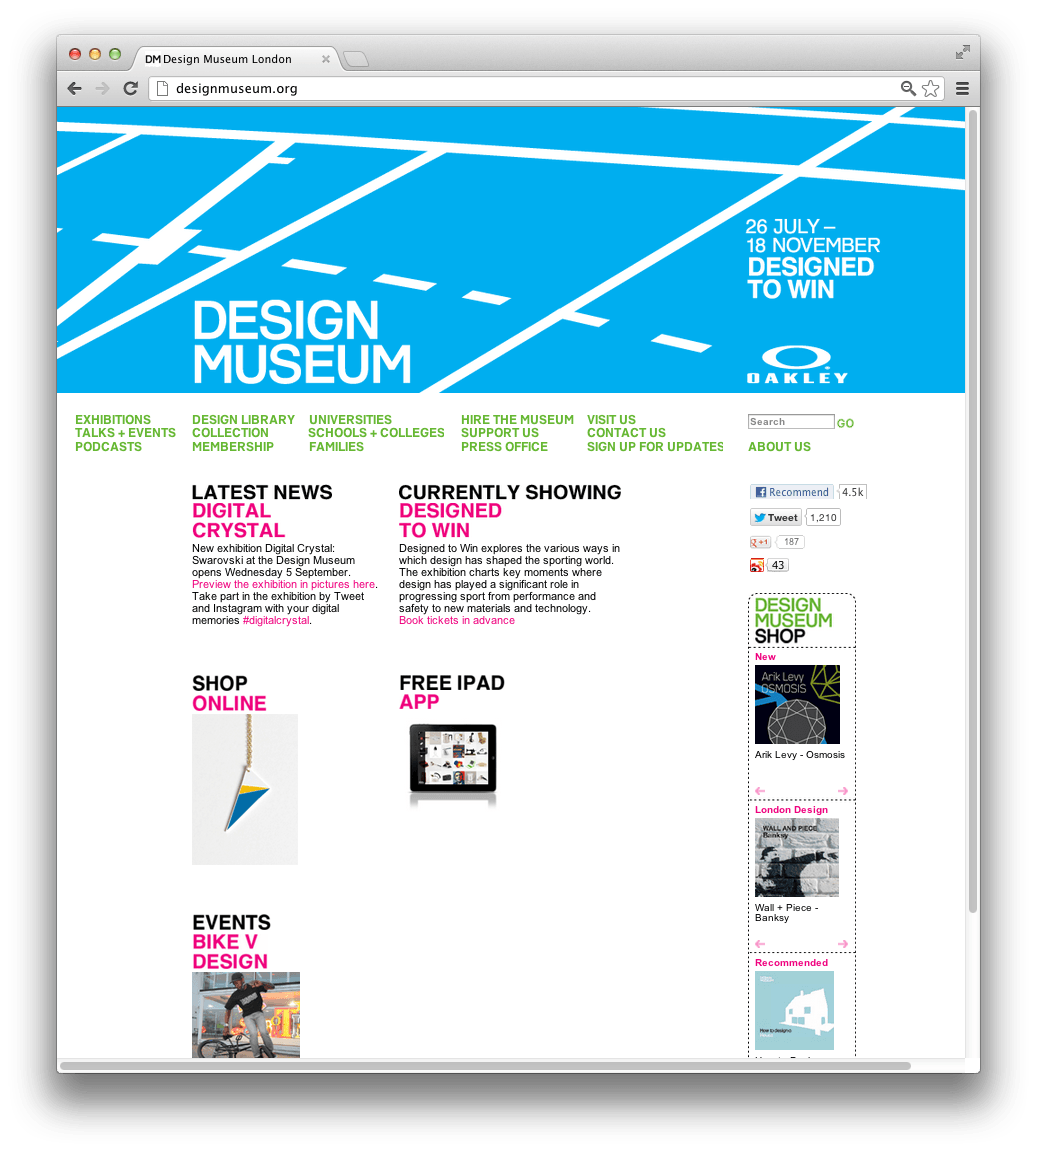 DM Design Museum London
designmuseum.org
26 JULY –
18 NOVEMBER
DESIGNED
TO WIN
DESIGN
MUSEUM
OAKLEY
EXHIBITIONS
TALKS + EVENTS
PODCASTS
DESIGN LIBRARY
COLLECTION
MEMBERSHIP
UNIVERSITIES
SCHOOLS + COLLEGES
FAMILIES
HIRE THE MUSEUM
SUPPORT US
PRESS OFFICE
VISIT US
CONTACT US
SIGN UP FOR UPDATES
Search GO
ABOUT US
LATEST NEWS
DIGITAL
CRYSTAL
New exhibition Digital Crystal:
Swarovski at the Design Museum
opens Wednesday 5 September.
Preview the exhibition in pictures here.
Take part in the exhibition by Tweet
and Instagram with your digital
memories #digitalcrystal.
CURRENTLY SHOWING
DESIGNED
TO WIN
Designed to Win explores the various ways in
which design has shaped the sporting world.
The exhibition charts key moments where
design has played a significant role in
progressing sport from performance and
safety to new materials and technology.
Book tickets in advance
Recommend 4.5k
Tweet 1,210
g +1 187
43
SHOP
ONLINE
FREE IPAD
APP
EVENTS
BIKE V
DESIGN
DESIGN
MUSEUM
SHOP
New
Arik Levy
OSMOSIS
Arik Levy - Osmosis
London Design
WALL AND PIECE
Banksy
Wall + Piece -
Banksy
Recommended